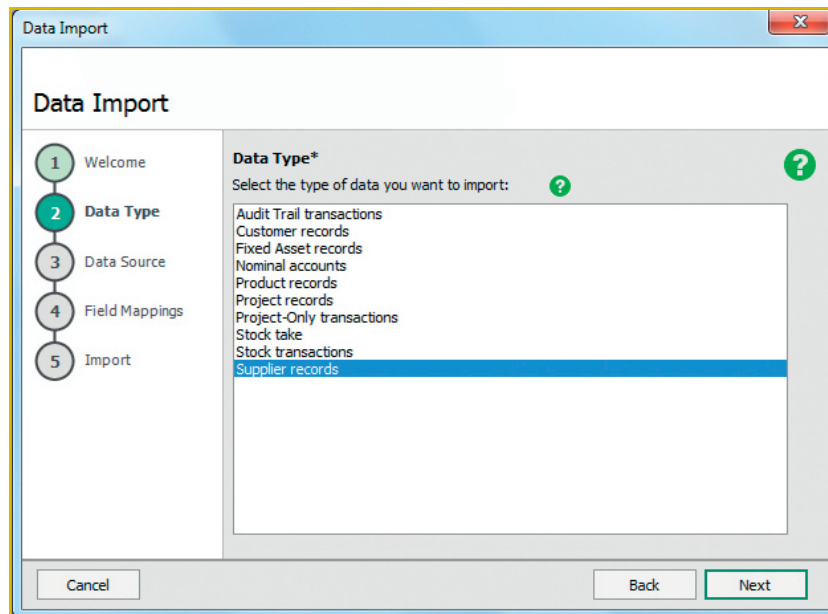 Data Import
X
Data Import
1 Welcome
2 Data Type
3 Data Source
4 Field Mappings
5 Import
Data Type*
?
Select the type of data you want to import: ?
Audit Trail transactions
Customer records
Fixed Asset records
Nominal accounts
Product records
Project records
Project-Only transactions
Stock take
Stock transactions
Supplier records
Cancel
Back
Next